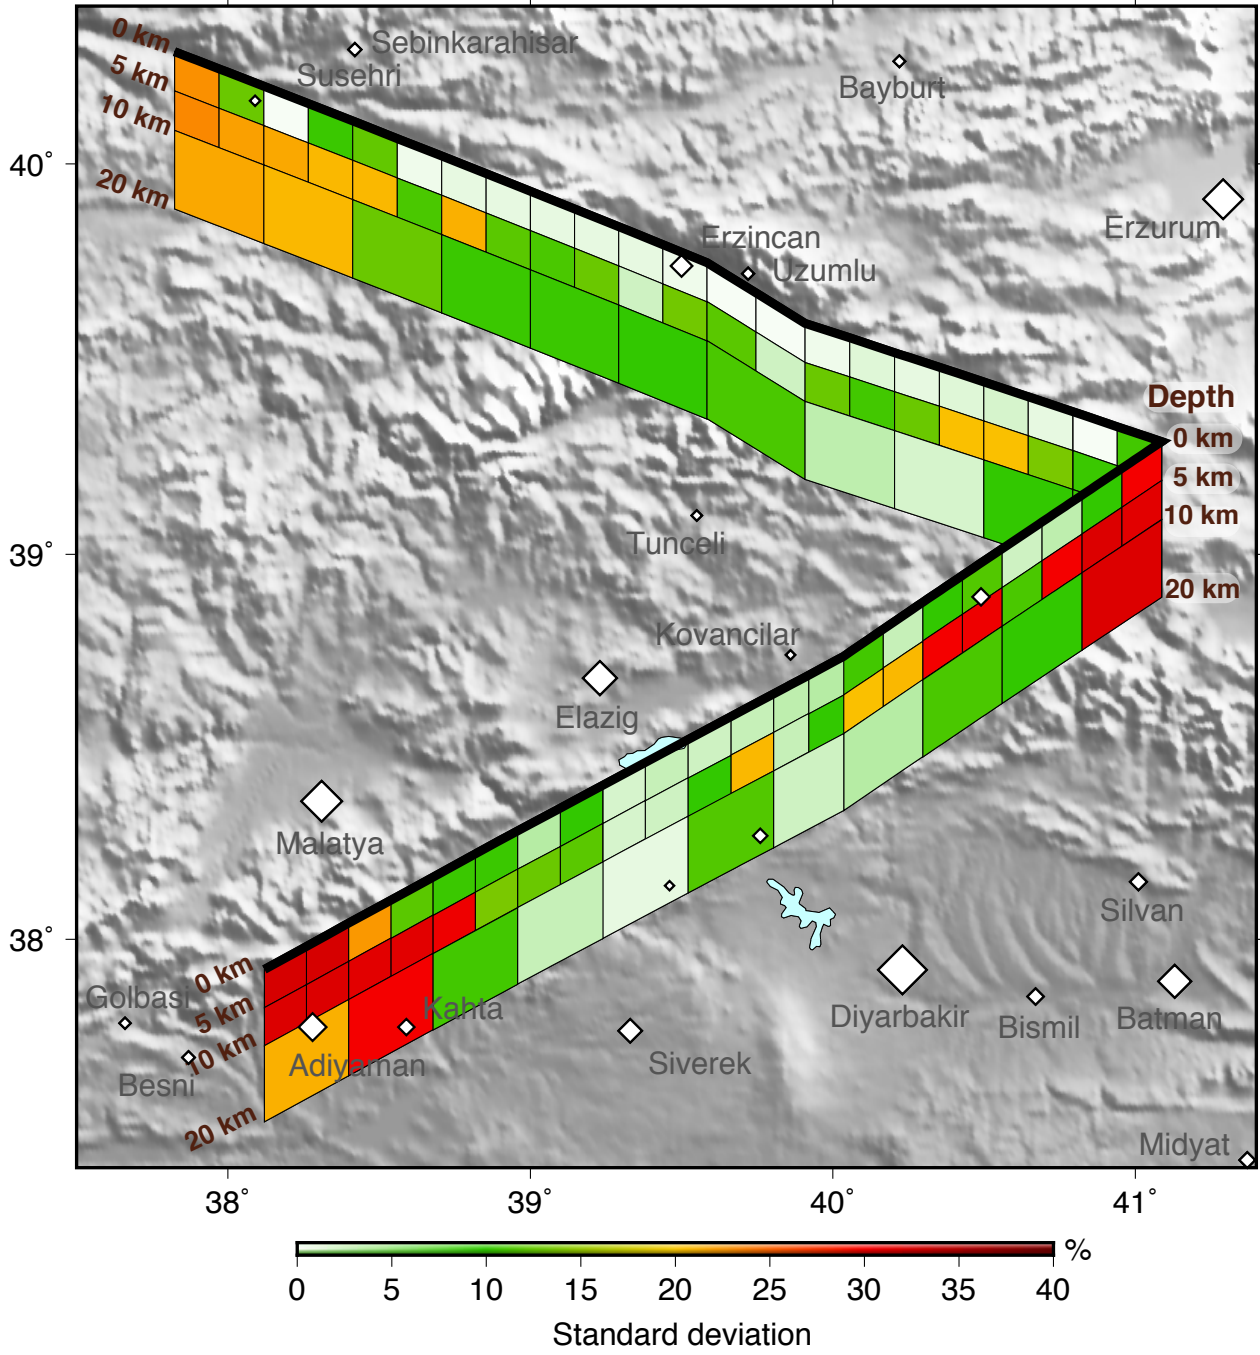 0 km
5 km
10 km
20 km
Sebinkarahisar
Susehri
Bayburt
40°
Erzurum
Erzincan
Uzumlu
Depth
0 km
5 km
10 km
20 km
39°
Tunceli
Kovancilar
Elazig
Malatya
Silvan
38°
0 km
5 km
10 km
20 km
Golbasi
Kahta
Diyarbakir
Bismil
Batman
Adiyaman
Siverek
Besni
Midyat
38° 39° 40° 41°
%
0 5 10 15 20 25 30 35 40
Standard deviation